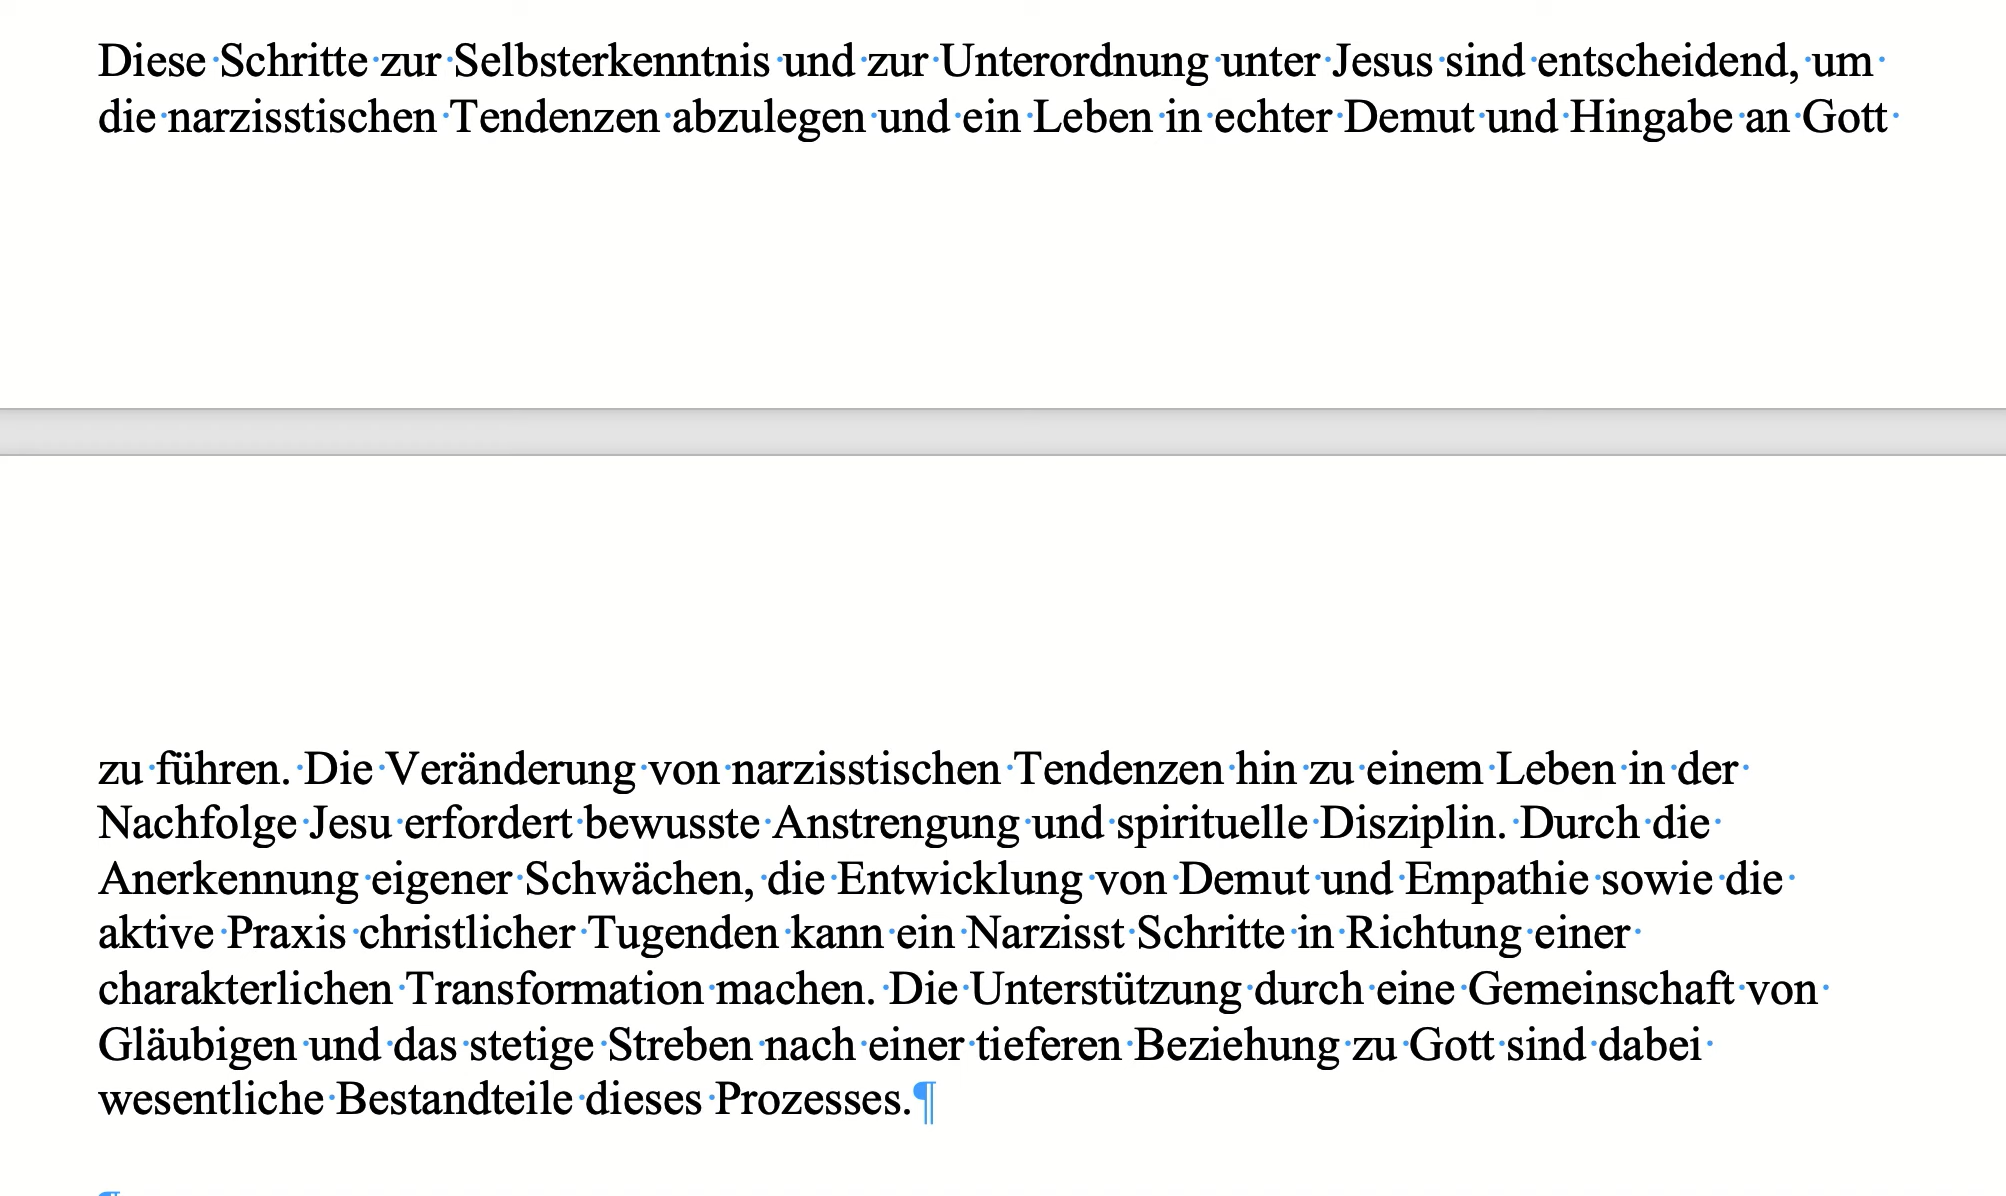 Diese Schritte zur Selbsterkenntnis und zur Unterordnung unter Jesus sind entscheidend, um
die narzisstischen Tendenzen abzulegen und ein Leben in echter Demut und Hingabe an Gott
zu führen. Die Veränderung von narzisstischen Tendenzen hin zu einem Leben in der
Nachfolge Jesu erfordert bewusste Anstrengung und spirituelle Disziplin. Durch die
Anerkennung eigener Schwächen, die Entwicklung von Demut und Empathie sowie die
aktive Praxis christlicher Tugenden kann ein Narzisst Schritte in Richtung einer
charakterlichen Transformation machen. Die Unterstützung durch eine Gemeinschaft von
Gläubigen und das stetige Streben nach einer tieferen Beziehung zu Gott sind dabei
wesentliche Bestandteile dieses Prozesses.¶